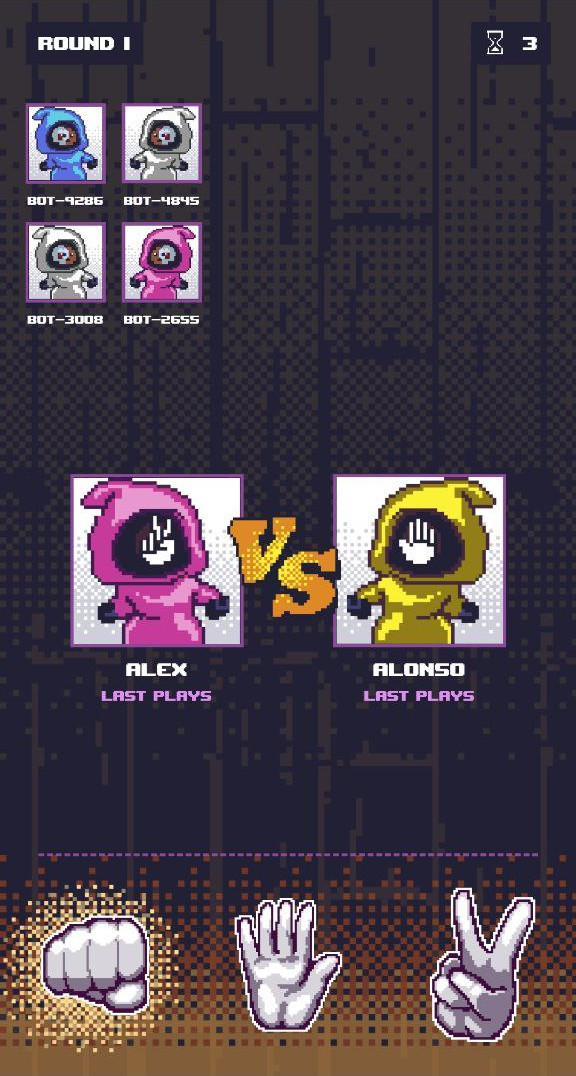 ROUND 1
3
BOT-9286
BOT-4845
BOT-3008
BOT-2655
VS
ALEX
ALONSO
LAST PLAYS
LAST PLAYS